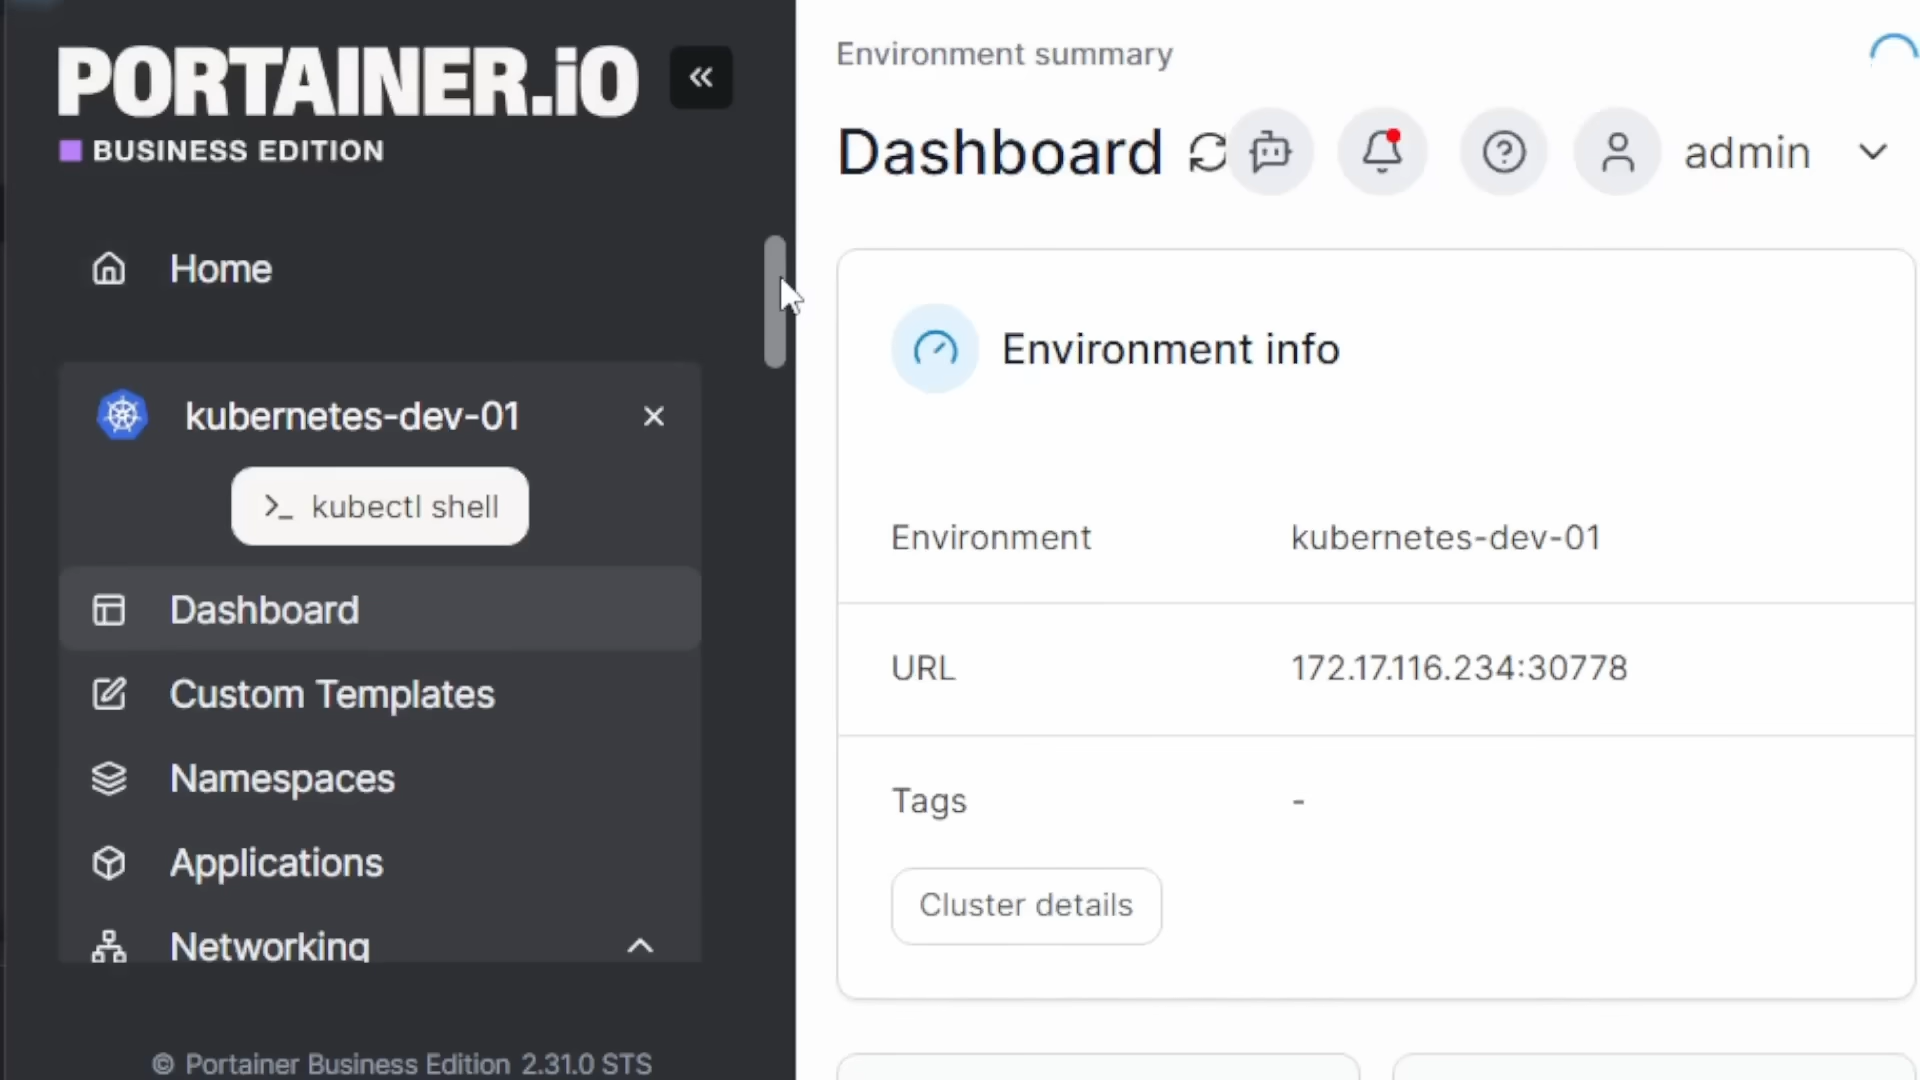 PORTAINER.iO
BUSINESS EDITION
Home
kubernetes-dev-01
>_ kubectl shell
Dashboard
Custom Templates
Namespaces
Applications
Networking
© Portainer Business Edition 2.31.0 STS
Environment summary
Dashboard
admin
Environment info
Environment kubernetes-dev-01
URL 172.17.116.234:30778
Tags -
Cluster details